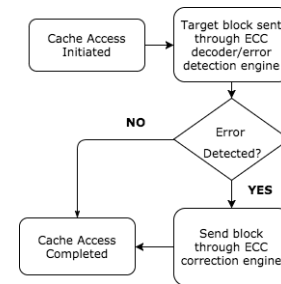 Cache Access
Initiated
Target block sent
through ECC
decoder/error
detection engine
NO
Error
Detected?
YES
Cache Access
Completed
Send block
through ECC
correction engine